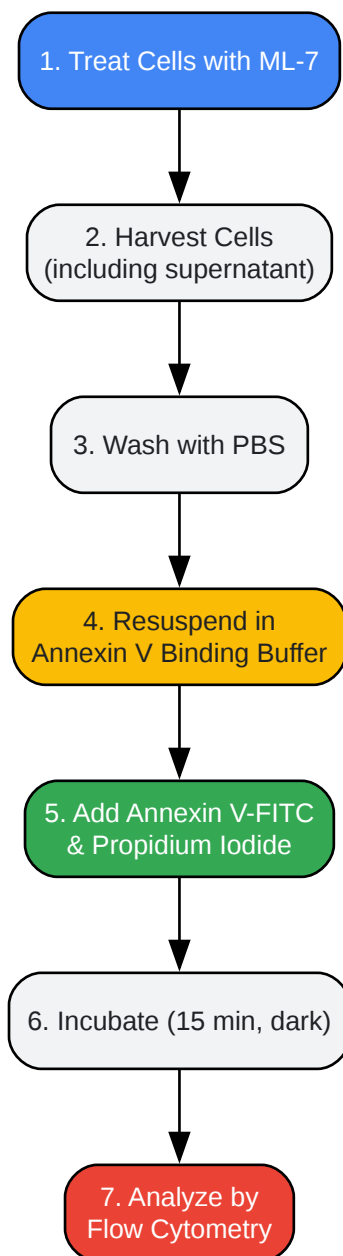 1. Treat Cells with ML-7
2. Harvest Cells
(including supernatant)
3. Wash with PBS
4. Resuspend in
Annexin V Binding Buffer
5. Add Annexin V-FITC
& Propidium Iodide
6. Incubate (15 min, dark)
7. Analyze by
Flow Cytometry